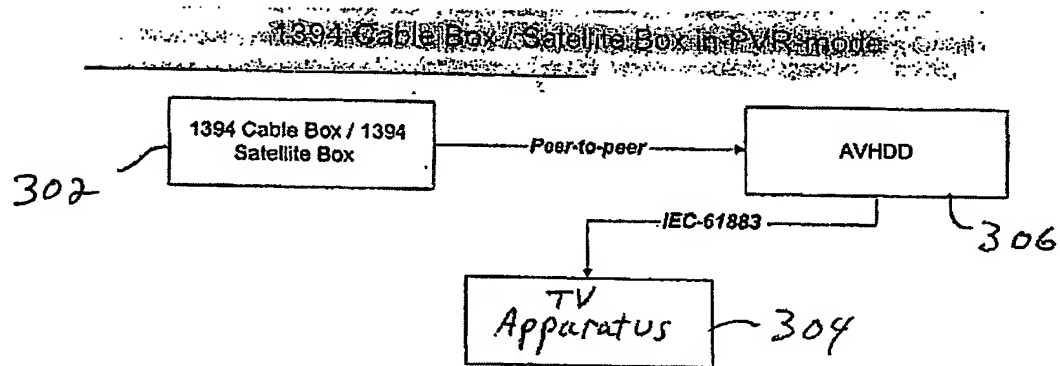 1394 Cable Box / Satellite Box in PVR mode
1394 Cable Box / 1394
Satellite Box
Peer-to-peer
AVHDD
302
IEC-61883
306
TV
Apparatus
304